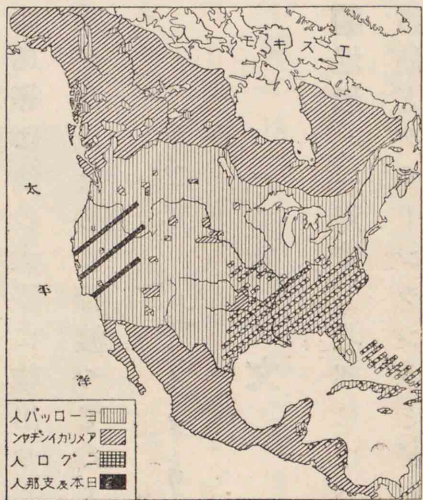 エスキモー
太平洋
ヨーロッパ人
アメリカインヂヤン
ニグロ人
日本及支那人